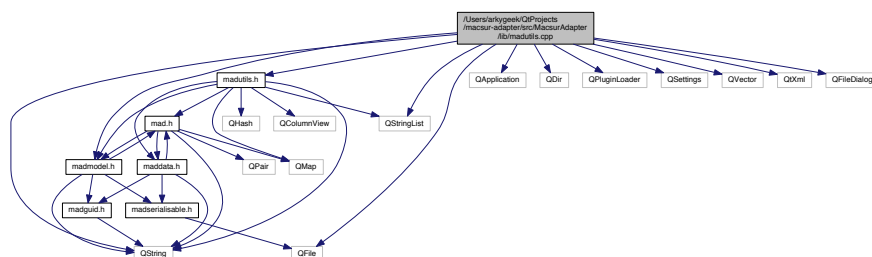 /Users/arkygeek/QtProjects
/macsur-adapter/src/MacsurAdapter
/lib/madutils.cpp
madutils.h
QApplication
QDir
QPluginLoader
QSettings
QVector
QtXml
QFileDialog
mad.h
QHash
QColumnView
QStringList
madmodel.h
maddata.h
QPair
QMap
madguid.h
madserialisable.h
QString
QFile